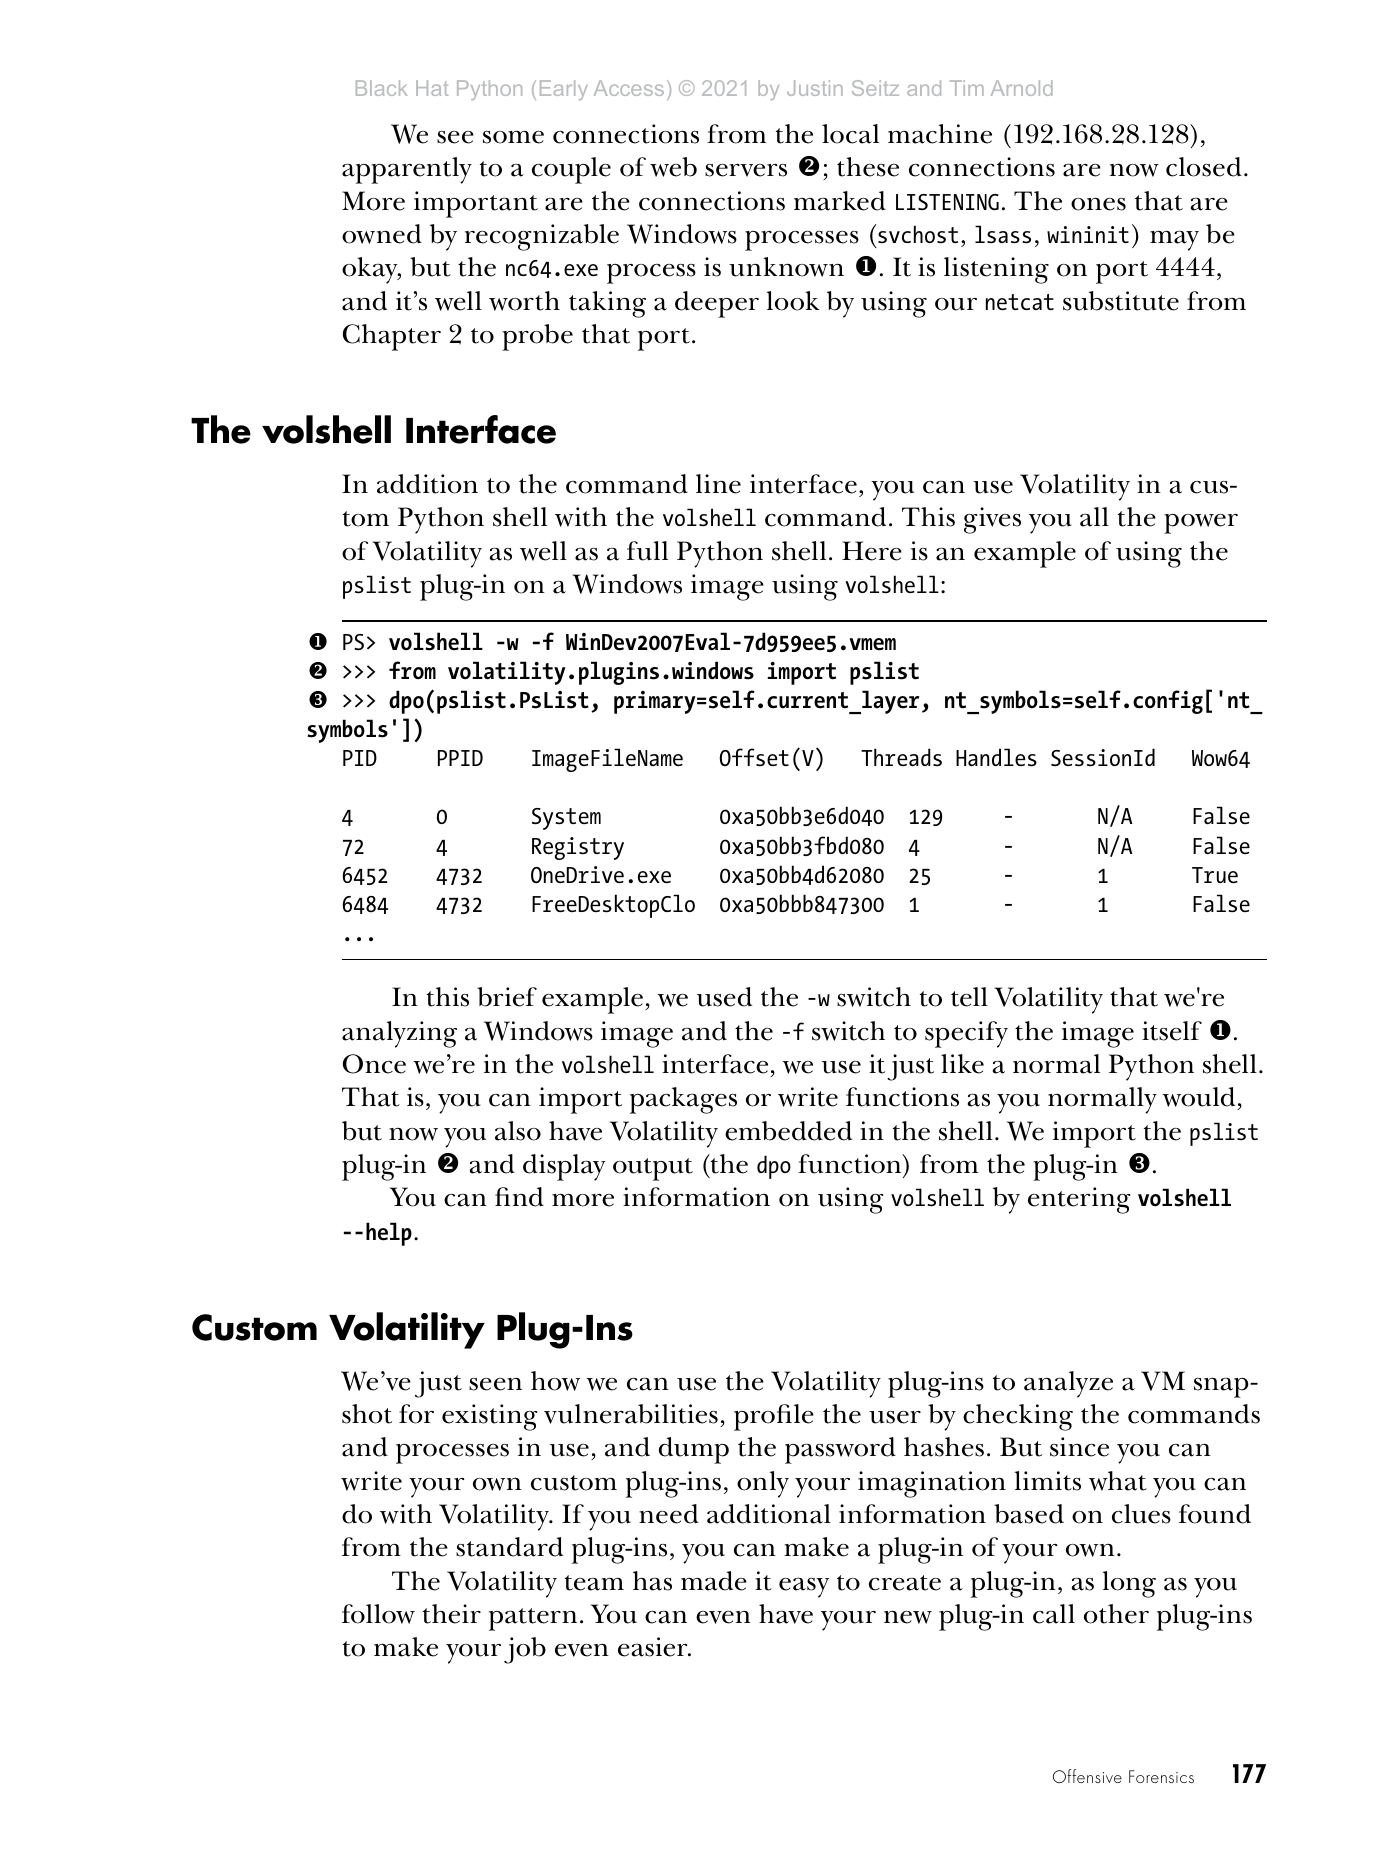 Black Hat Python (Early Access) © 2021 by Justin Seitz and Tim Arnold
We see some connections from the local machine (192.168.28.128),
apparently to a couple of web servers ❷; these connections are now closed.
More important are the connections marked LISTENING. The ones that are
owned by recognizable Windows processes (svchost, lsass, wininit) may be
okay, but the nc64.exe process is unknown ❶. It is listening on port 4444,
and it’s well worth taking a deeper look by using our netcat substitute from
Chapter 2 to probe that port.
The volshell Interface
In addition to the command line interface, you can use Volatility in a cus-
tom Python shell with the volshell command. This gives you all the power
of Volatility as well as a full Python shell. Here is an example of using the
pslist plug-in on a Windows image using volshell:
❶ PS> volshell -w -f WinDev2007Eval-7d959ee5.vmem
❷ >>> from volatility.plugins.windows import pslist
❸ >>> dpo(pslist.PsList, primary=self.current_layer, nt_symbols=self.config['nt_
symbols'])
PID PPID ImageFileName Offset(V) Threads Handles SessionId Wow64
4 0 System 0xa50bb3e6d040 129 - N/A False
72 4 Registry 0xa50bb3fbd080 4 - N/A False
6452 4732 OneDrive.exe 0xa50bb4d62080 25 - 1 True
6484 4732 FreeDesktopClo 0xa50bbb847300 1 - 1 False
...
In this brief example, we used the -w switch to tell Volatility that we're
analyzing a Windows image and the -f switch to specify the image itself ❶.
Once we’re in the volshell interface, we use it just like a normal Python shell.
That is, you can import packages or write functions as you normally would,
but now you also have Volatility embedded in the shell. We import the pslist
plug-in ❷ and display output (the dpo function) from the plug-in ❸.
You can find more information on using volshell by entering volshell
--help.
Custom Volatility Plug-Ins
We’ve just seen how we can use the Volatility plug-ins to analyze a VM snap-
shot for existing vulnerabilities, profile the user by checking the commands
and processes in use, and dump the password hashes. But since you can
write your own custom plug-ins, only your imagination limits what you can
do with Volatility. If you need additional information based on clues found
from the standard plug-ins, you can make a plug-in of your own.
The Volatility team has made it easy to create a plug-in, as long as you
follow their pattern. You can even have your new plug-in call other plug-ins
to make your job even easier.
Offensive Forensics 177